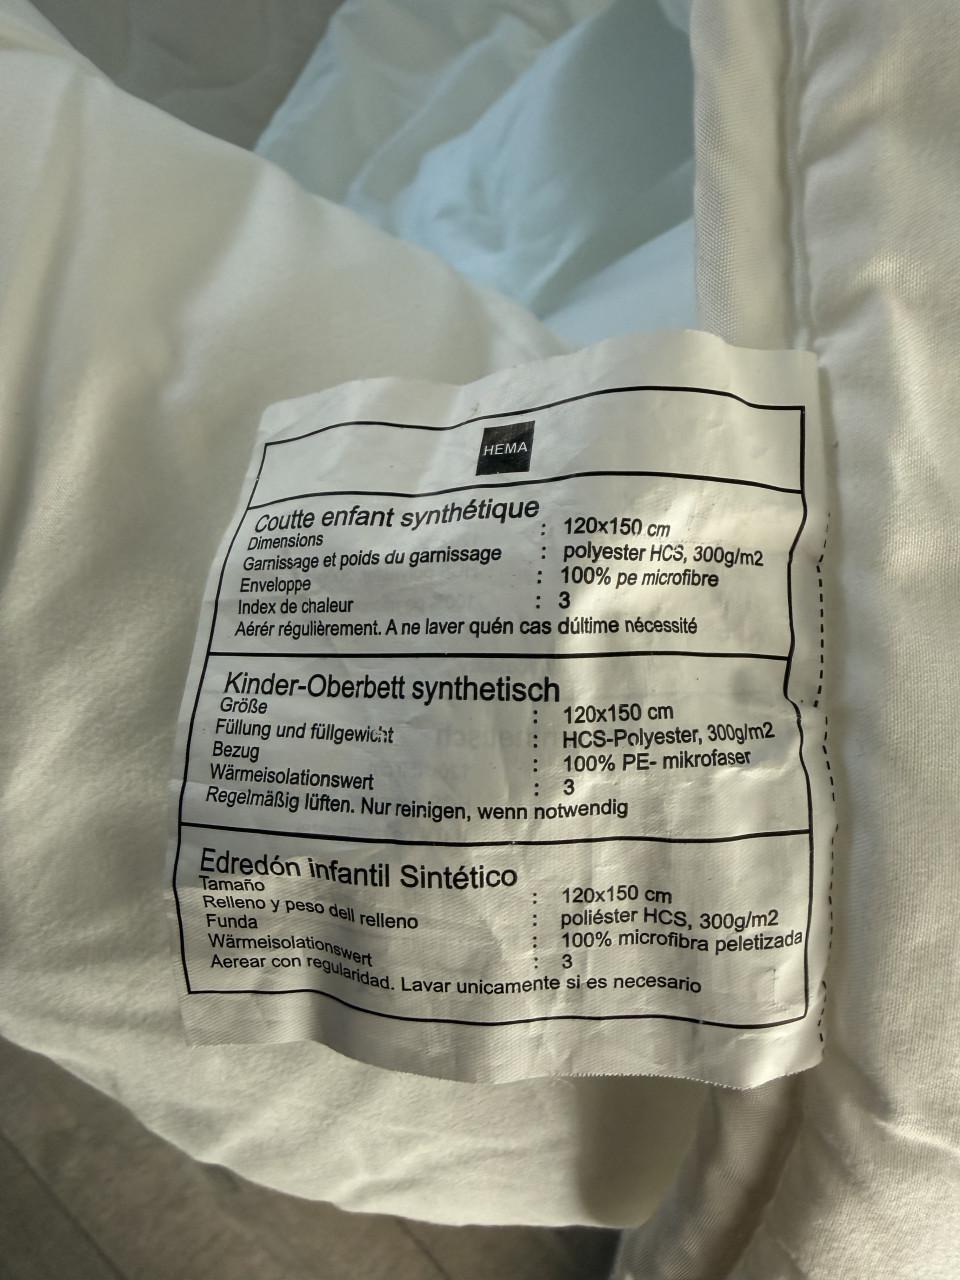 HEMA
Coutte enfant synthétique
Dimensions : 120x150 cm
Garnissage et poids du garnissage : polyester HCS, 300g/m2
Enveloppe : 100% pe microfibre
Index de chaleur : 3
Aérér régulièrement. A ne laver quén cas dúltime nécessité
Kinder-Oberbett synthetisch
Größe : 120x150 cm
Füllung und füllgewicht : HCS-Polyester, 300g/m2
Bezug : 100% PE- mikrofaser
Wärmeisolationswert : 3
Regelmäßig lüften. Nur reinigen, wenn notwendig
Edredón infantil Sintético
Tamaño : 120x150 cm
Relleno y peso dell relleno : poliéster HCS, 300g/m2
Funda : 100% microfibra peletizada
Wärmeisolationswert : 3
Aerear con regularidad. Lavar unicamente si es necesario